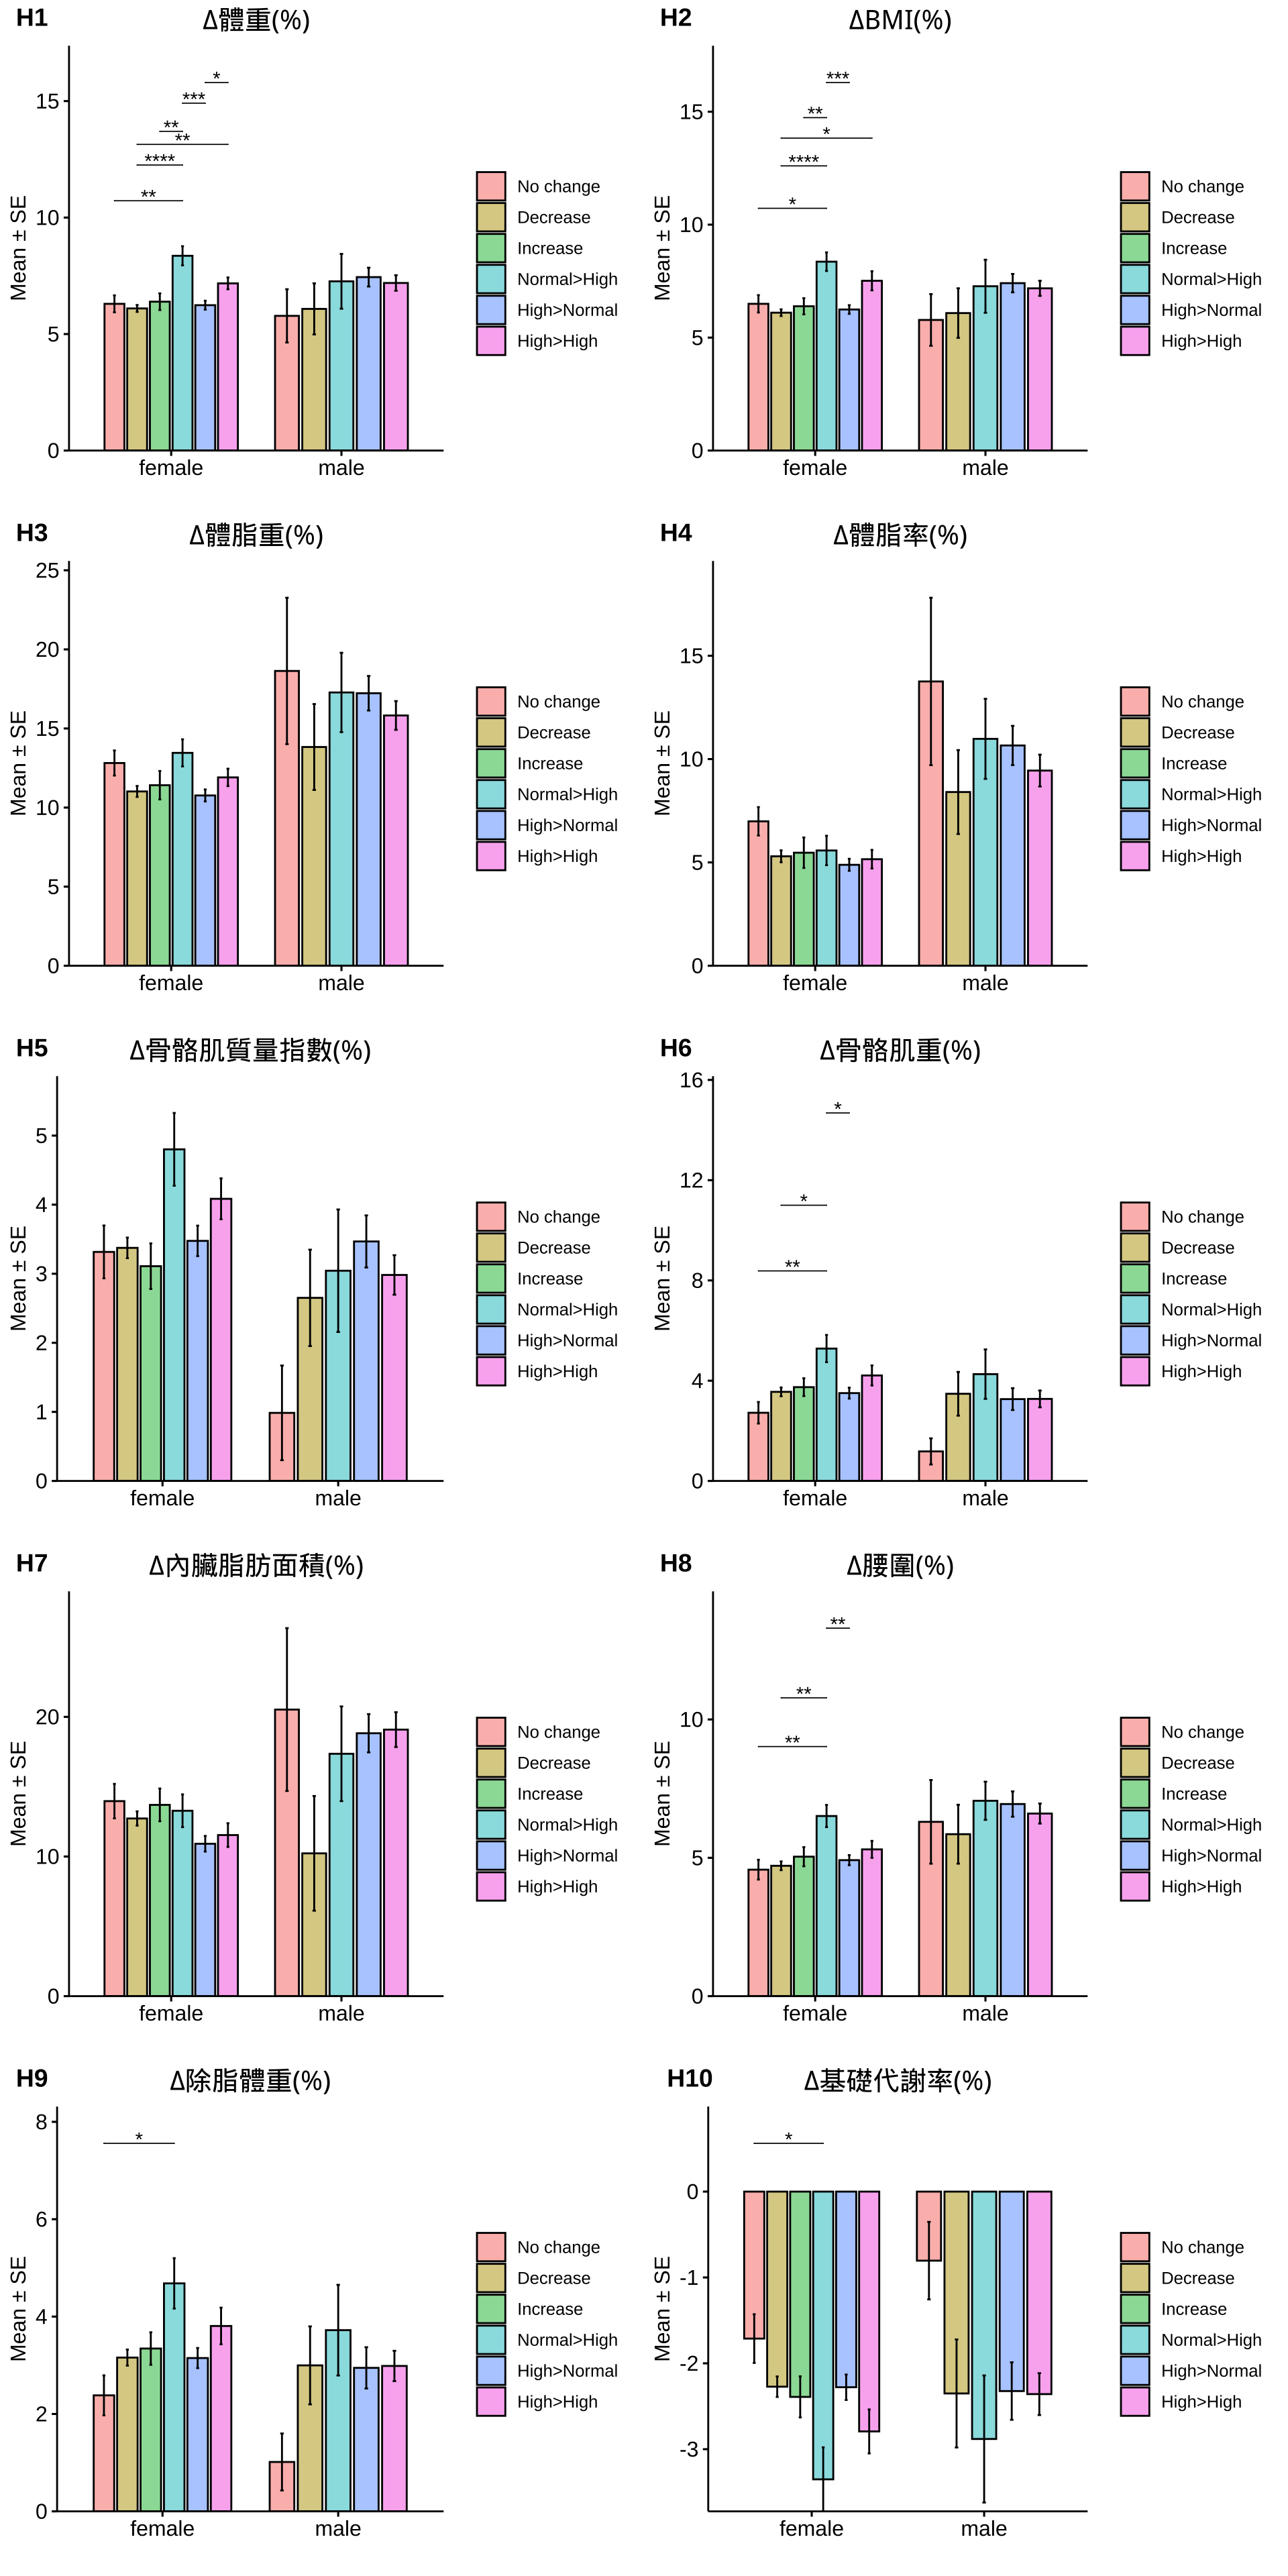 H1
Δ體重(%)
Mean ± SE
15
10
5
0
*
***
**
**
****
**
female
male
No change
Decrease
Increase
Normal>High
High>Normal
High>High
H2
ΔBMI(%)
Mean ± SE
15
10
5
0
***
**
*
****
*
female
male
No change
Decrease
Increase
Normal>High
High>Normal
High>High
H3
Δ體脂重(%)
Mean ± SE
25
20
15
10
5
0
female
male
No change
Decrease
Increase
Normal>High
High>Normal
High>High
H4
Δ體脂率(%)
Mean ± SE
15
10
5
0
female
male
No change
Decrease
Increase
Normal>High
High>Normal
High>High
H5
Δ骨骼肌質量指數(%)
Mean ± SE
5
4
3
2
1
0
female
male
No change
Decrease
Increase
Normal>High
High>Normal
High>High
H6
Δ骨骼肌重(%)
Mean ± SE
16
12
8
4
0
*
*
**
female
male
No change
Decrease
Increase
Normal>High
High>Normal
High>High
H7
Δ內臟脂肪面積(%)
Mean ± SE
20
10
0
female
male
No change
Decrease
Increase
Normal>High
High>Normal
High>High
H8
Δ腰圍(%)
Mean ± SE
10
5
0
**
**
**
female
male
No change
Decrease
Increase
Normal>High
High>Normal
High>High
H9
Δ除脂體重(%)
Mean ± SE
8
6
4
2
0
*
female
male
No change
Decrease
Increase
Normal>High
High>Normal
High>High
H10
Δ基礎代謝率(%)
Mean ± SE
0
-1
-2
-3
*
female
male
No change
Decrease
Increase
Normal>High
High>Normal
High>High